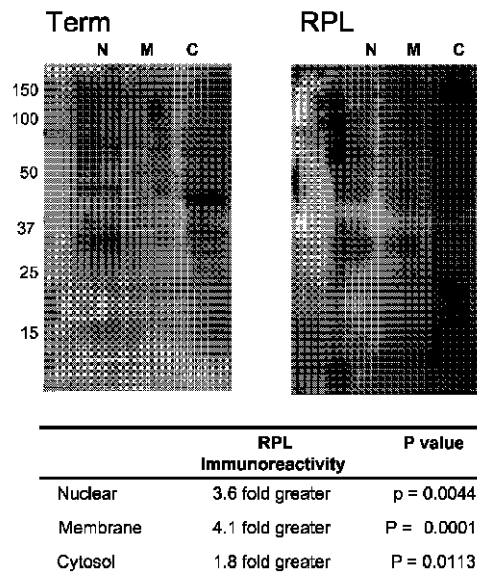 Term RPL
N M C N M C
150
100
50
37
25
15
RPL P value
Immunoreactivity
Nuclear 3.6 fold greater p = 0.0044
Membrane 4.1 fold greater P = 0.0001
Cytosol 1.8 fold greater P = 0.0113